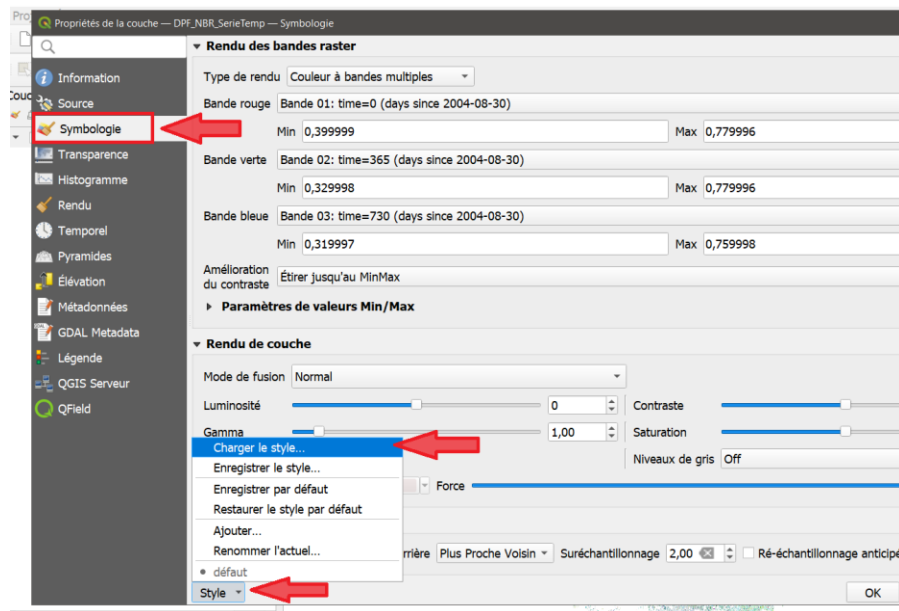 Pro
Propriétés de la couche — DPF_NBR_SerieTemp — Symbologie
Couc
Information
Source
Symbologie
Transparence
Histogramme
Rendu
Temporel
Pyramides
Élévation
Métadonnées
GDAL Metadata
Légende
QGIS Serveur
QField
Rendu des bandes raster
Type de rendu Couleur à bandes multiples
Bande rouge Bande 01: time=0 (days since 2004-08-30)
Min 0,399999 Max 0,779996
Bande verte Bande 02: time=365 (days since 2004-08-30)
Min 0,329998 Max 0,779996
Bande bleue Bande 03: time=730 (days since 2004-08-30)
Min 0,319997 Max 0,759998
Amélioration
du contraste Étirer jusqu'au MinMax
Paramètres de valeurs Min/Max
Rendu de couche
Mode de fusion Normal
Luminosité 0 Contraste
Gamma 1,00 Saturation
Niveaux de gris Off
Force
Charger le style...
Enregistrer le style...
Enregistrer par défaut
Restaurer le style par défaut
Ajouter...
Renommer l'actuel...
défaut
rrière Plus Proche Voisin Suréchantillonnage 2,00 Ré-échantillonnage anticipé
Style OK